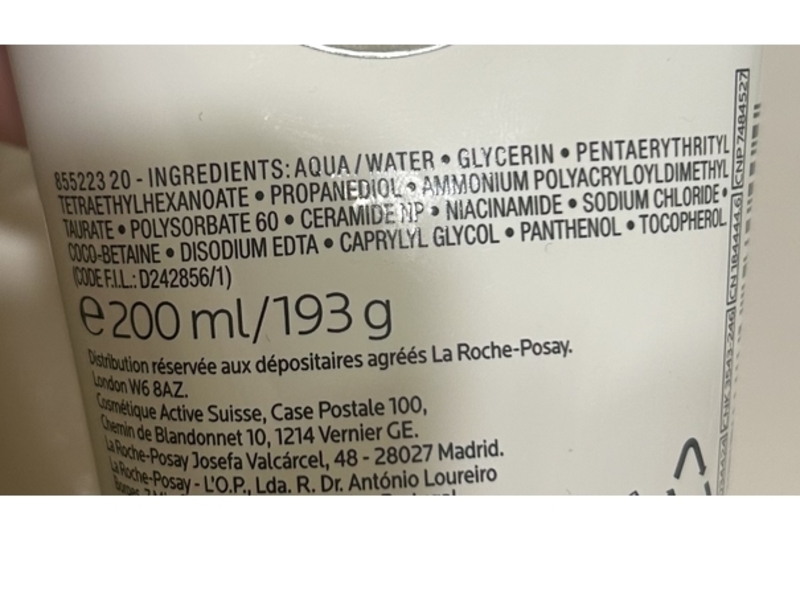 855223 20 - INGREDIENTS: AQUA / WATER • GLYCERIN • PENTAERYTHRITYL
TETRAETHYLHEXANOATE • PROPANEDIOL • AMMONIUM POLYACRYLOYLDIMETHYL
TAURATE • POLYSORBATE 60 • CERAMIDE NP • NIACINAMIDE • SODIUM CHLORIDE •
COCO-BETAINE • DISODIUM EDTA • CAPRYLYL GLYCOL • PANTHENOL • TOCOPHEROL
(CODE F.I.L.: D242856/1)
e 200 ml/193 g
Distribution réservée aux dépositaires agréés La Roche-Posay.
London W6 8AZ.
Cosmétique Active Suisse, Case Postale 100,
Chemin de Blandonnet 10, 1214 Vernier GE.
La Roche-Posay Josefa Valcárcel, 48 - 28027 Madrid.
La Roche-Posay - L'O.P., Lda. R. Dr. António Loureiro
CNK 3543-246 CN 184444.6 CNP 7484527